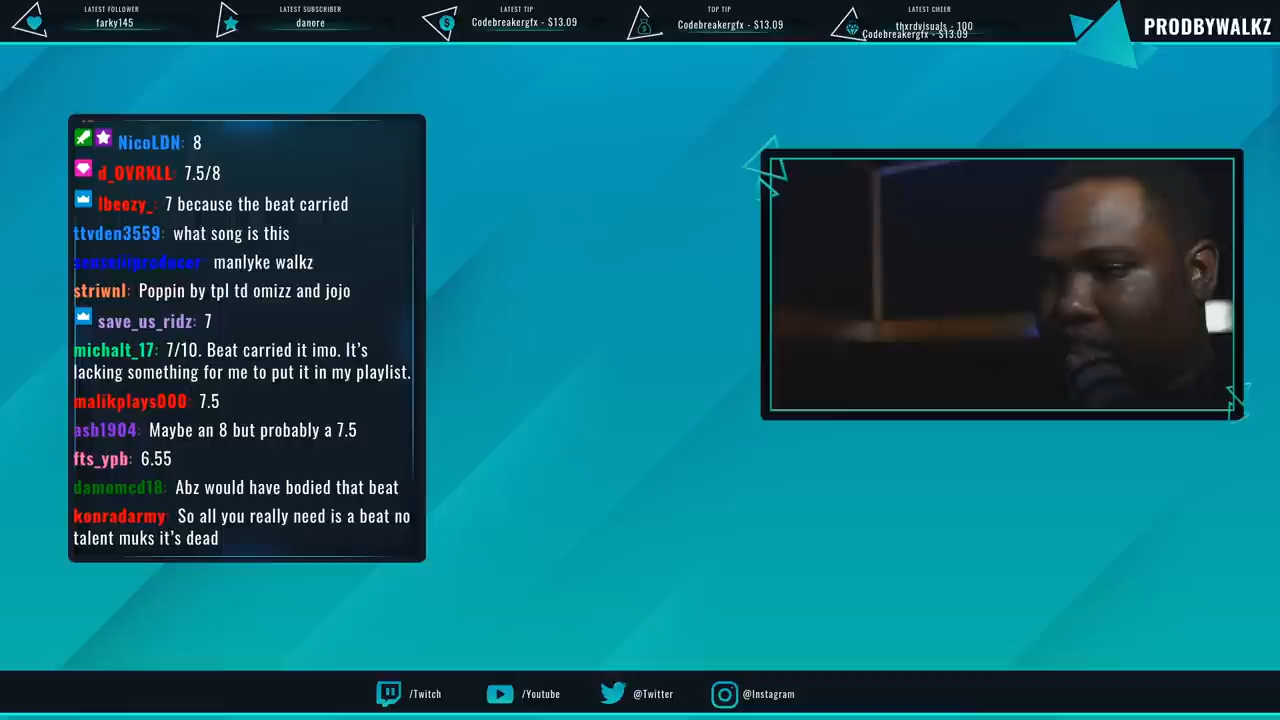 LATEST FOLLOWER
farky145
LATEST SUBSCRIBER
danore
LATEST TIP
Codebreakergfx - $13.09
TOP TIP
Codebreakergfx - $13.09
LATEST CHEER
thxrdvisuals - 100
Codebreakergfx - $13.09
PRODBYWALKZ
NicoLDN: 8
d_OVRKLL: 7.5/8
lbeezy_: 7 because the beat carried
ttvden3559: what song is this
senseiiiproducer: manlyke walkz
striwnl: Poppin by tpl td omizz and jojo
save_us_ridz: 7
michalt_17: 7/10. Beat carried it imo. It's
lacking something for me to put it in my playlist.
malikplays000: 7.5
asb1904: Maybe an 8 but probably a 7.5
fts_ypb: 6.55
damomcd18: Abz would have bodied that beat
konradarmy: So all you really need is a beat no
talent muks it's dead
/Twitch
/Youtube
@Twitter
@Instagram